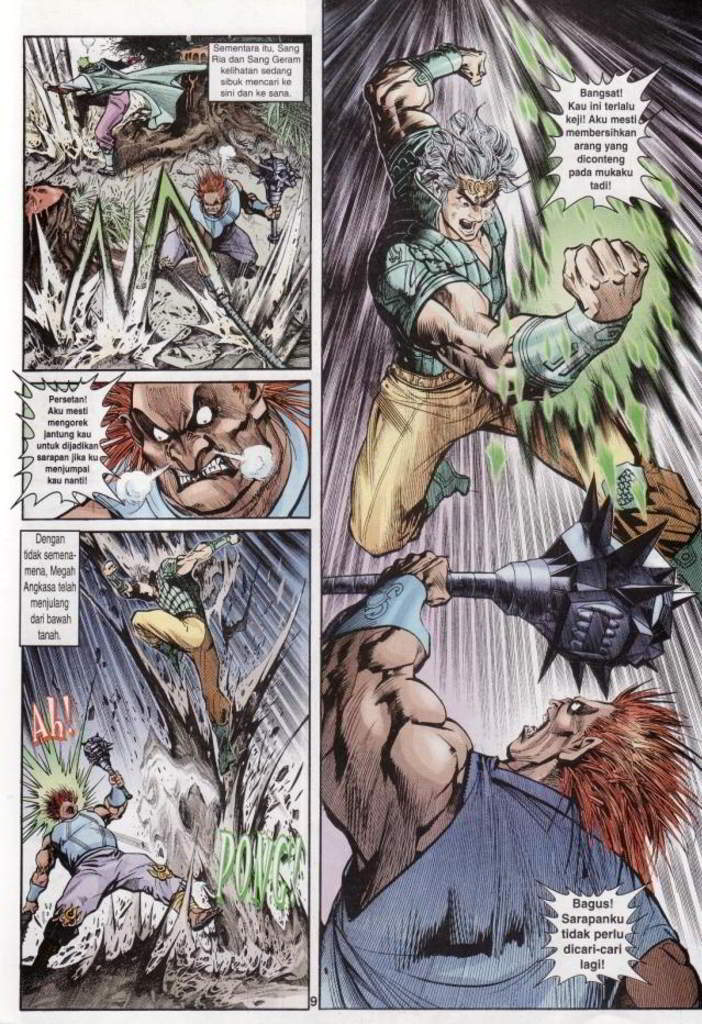 Sementara itu, Sang
Ria dan Sang Geram
kelihatan sedang
sibuk mencari ke
sini dan ke sana.
Persetan!
Aku mesti
mengorek
jantung kau
untuk dijadikan
sarapan jika ku
menjumpai
kau nanti!
Dengan
tidak semena-
mena, Megah
Angkasa telah
menjulang
dari bawah
tanah.
Ah!
PONG!
9
Bangsat!
Kau ini terlalu
keji! Aku mesti
membersihkan
arang yang
diconteng
pada mukaku
tadi!
Bagus!
Sarapanku
tidak perlu
dicari-cari
lagi!